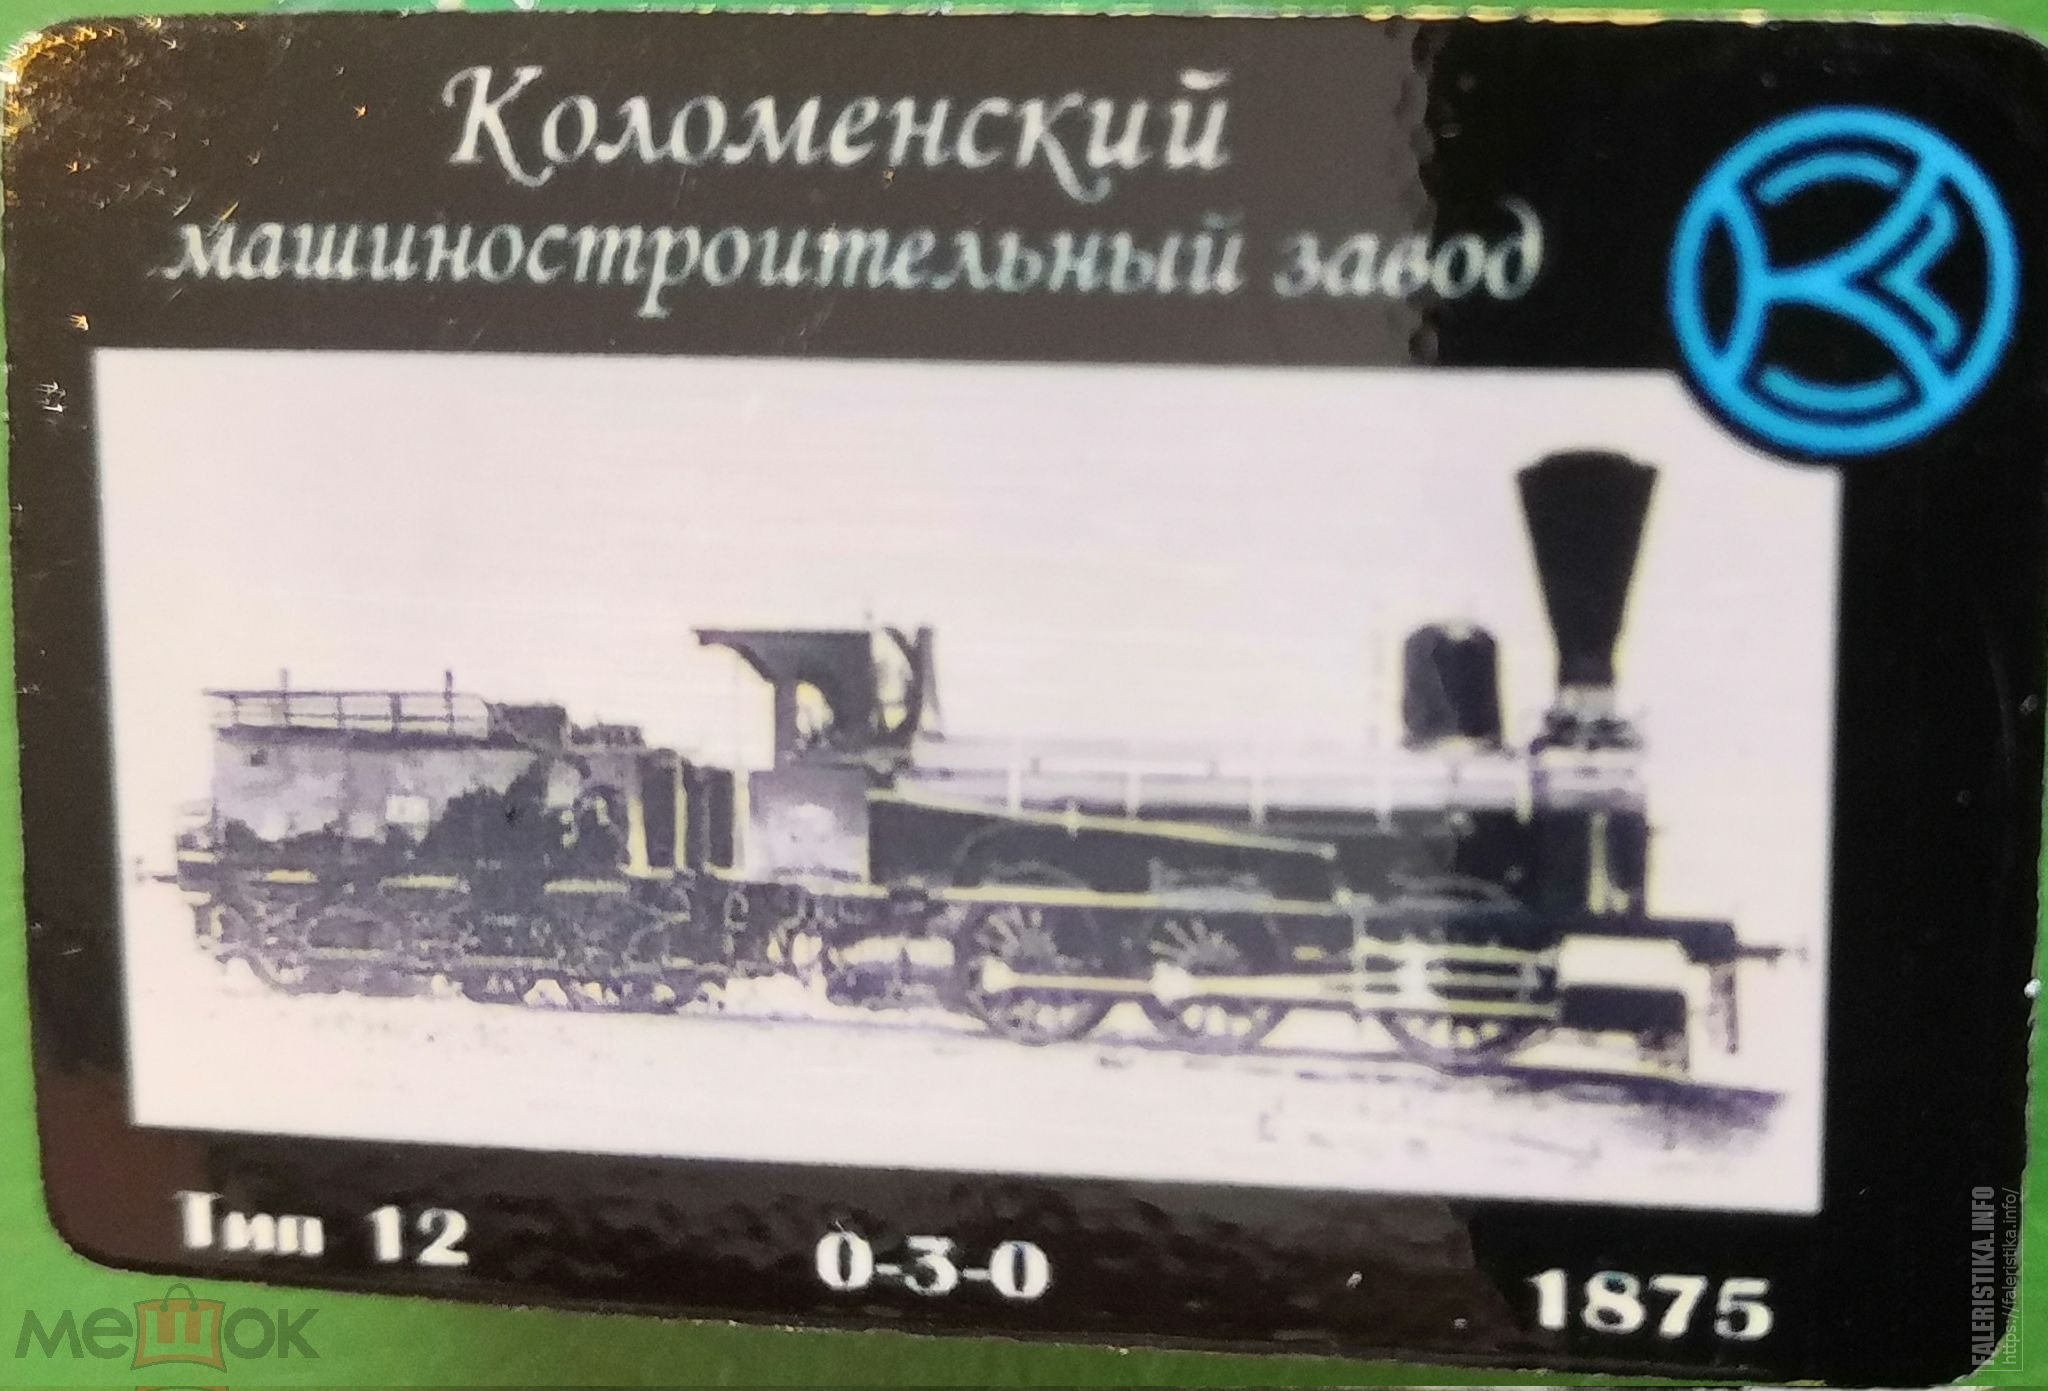 Коломенский
машиностроительный завод
Тип 12
0-3-0
1875
мешок
FALERISTIKA.INFO
https://faleristika.info/